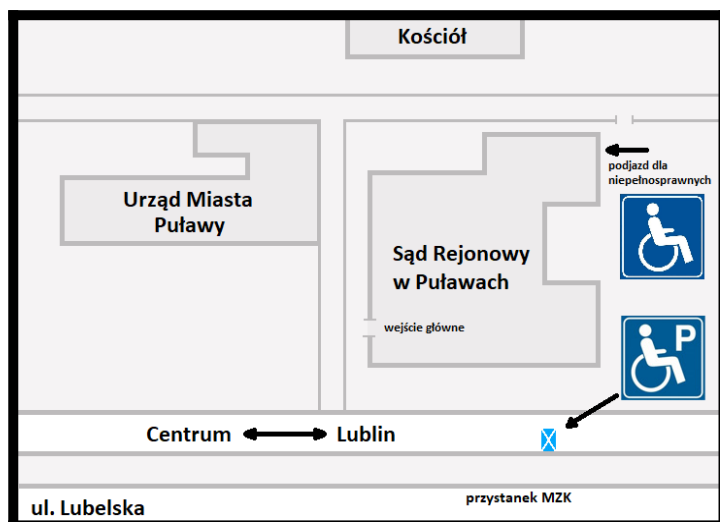 Kościół
podjazd dla
niepełnosprawnych
Urząd Miasta
Puławy
Sąd Rejonowy
w Puławach
wejście główne
P
Centrum
Lublin
przystanek MZK
ul. Lubelska